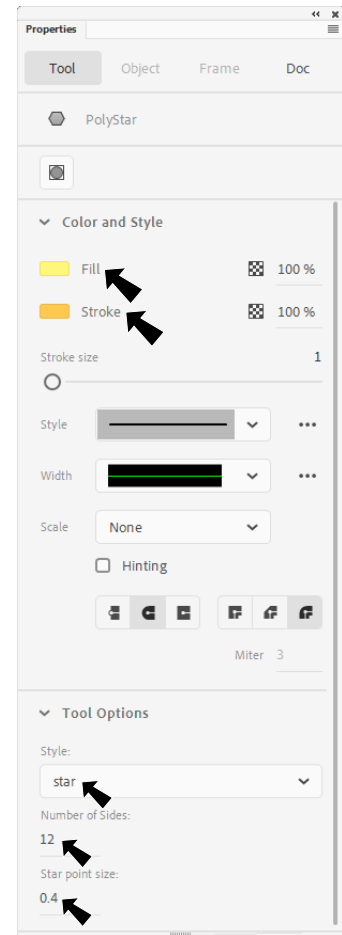 Properties
Tool Object Frame Doc
PolyStar
Color and Style
Fill 100 %
Stroke 100 %
Stroke size 1
Style
Width
Scale None
Hinting
Miter 3
Tool Options
Style:
star
Number of Sides:
12
Star point size:
0.4